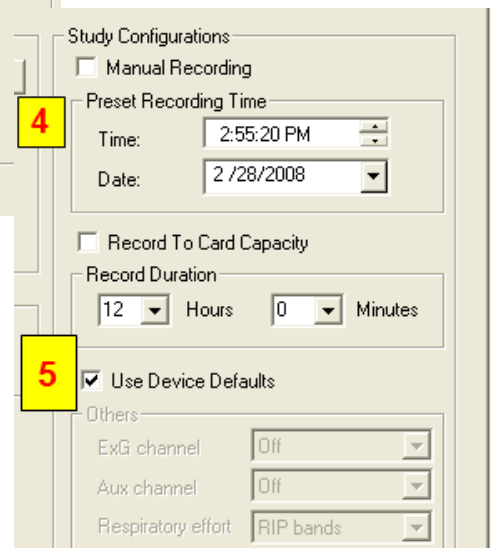 Study Configurations
Manual Recording
Preset Recording Time
4
Time: 2:55:20 PM
Date: 2 /28/2008
Record To Card Capacity
Record Duration
12 Hours 0 Minutes
5
Use Device Defaults
Others
ExG channel Off
Aux channel Off
Respiratory effort RIP bands